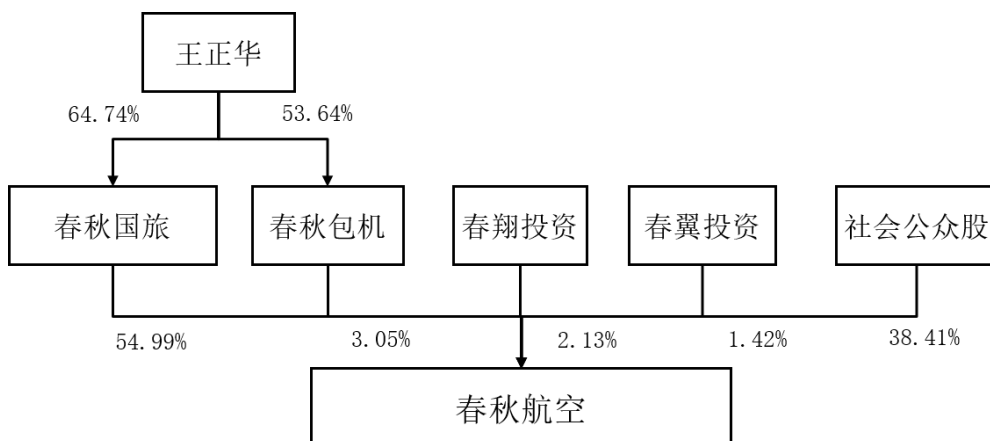 王正华
64.74%
53.64%
春秋国旅
春秋包机
春翔投资
春翼投资
社会公众股
54.99%
3.05%
2.13%
1.42%
38.41%
春秋航空